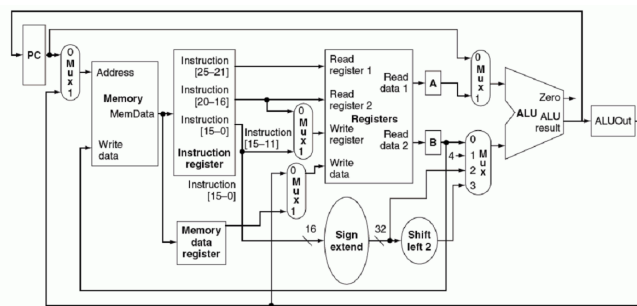 PC
0
M
u
x
1
Address
Memory
MemData
Write
data
Instruction
[25–21]
Instruction
[20–16]
Instruction
[15–0]
Instruction
register
Instruction
[15–0]
Memory
data
register
0
M
u
x
1
Instruction
[15–11]
0
M
u
x
1
Read
register 1
Read
register 2
Registers
Write
register
Write
data
Read
data 1
Read
data 2
16
Sign
extend
32
Shift
left 2
A
B
4
0
M
u
x
1
0
1
2
3
M
u
x
Zero
ALU
ALU
result
ALUOut